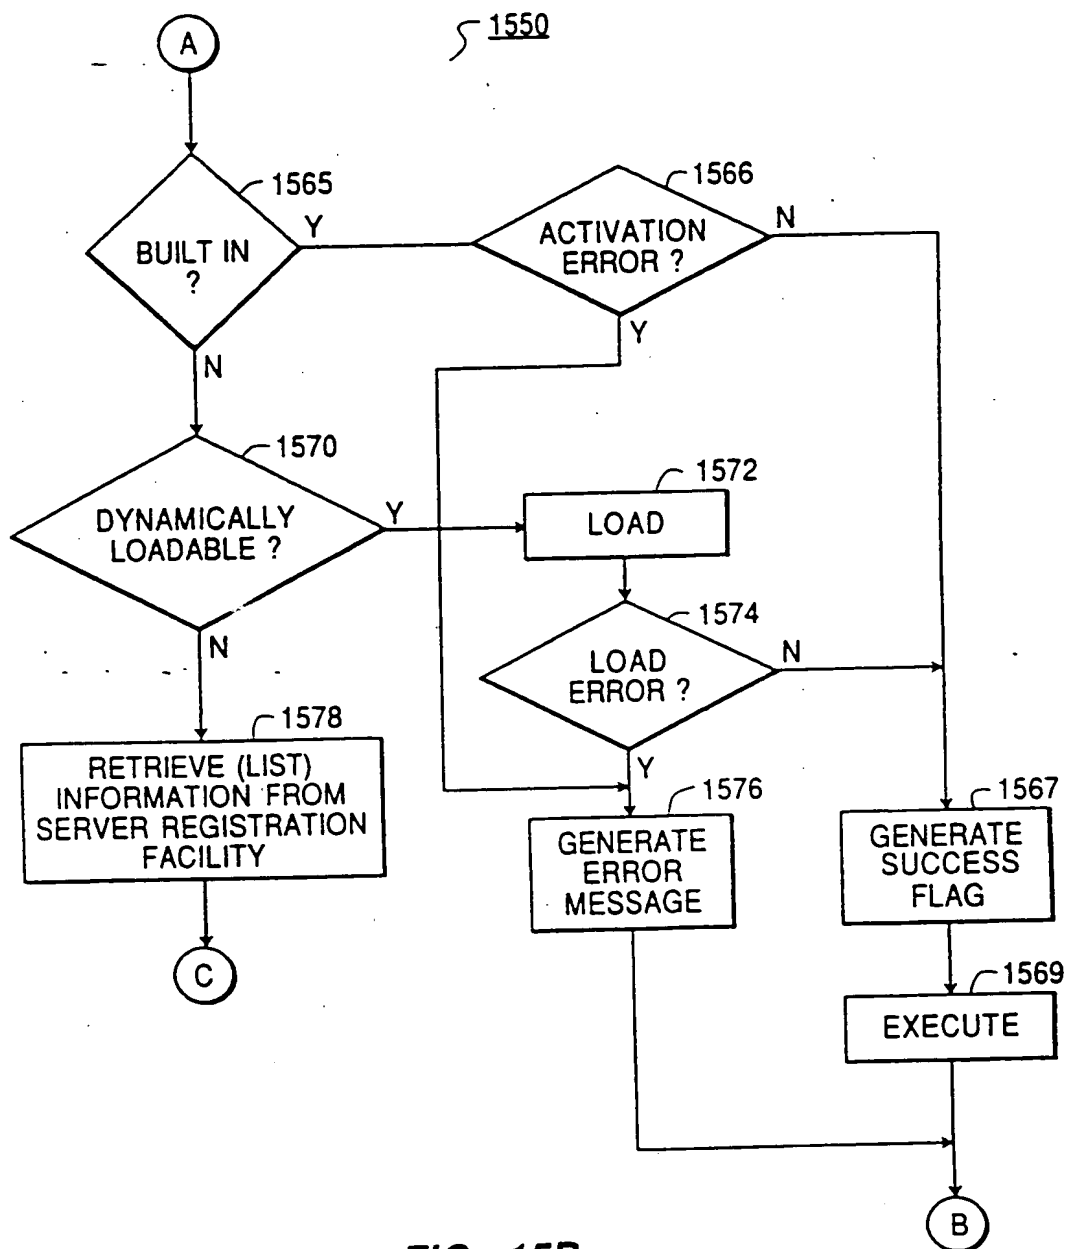 1550
A
1565
BUILT IN
?
Y
N
1566
ACTIVATION
ERROR ?
N
Y
1570
DYNAMICALLY
LOADABLE ?
Y
N
1572
LOAD
1574
LOAD
ERROR ?
N
Y
1578
RETRIEVE (LIST)
INFORMATION FROM
SERVER REGISTRATION
FACILITY
1576
GENERATE
ERROR
MESSAGE
1567
GENERATE
SUCCESS
FLAG
1569
EXECUTE
C
B